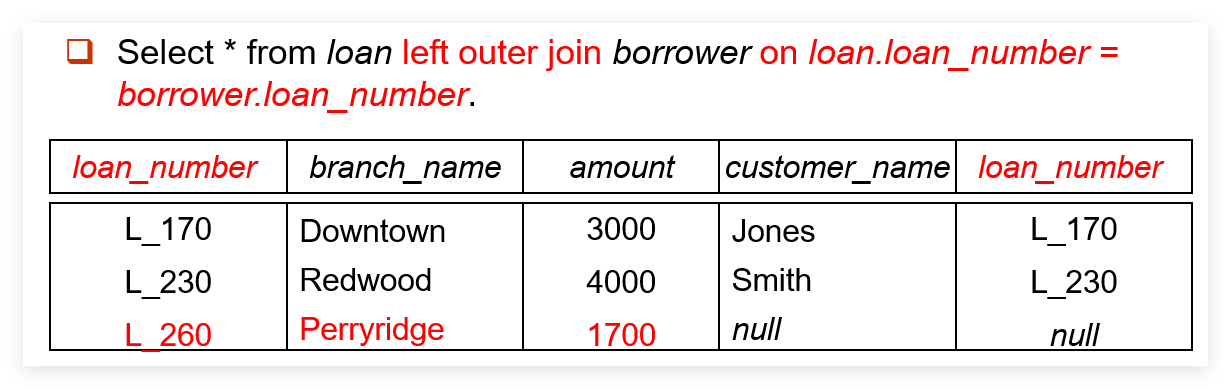 Select * from loan left outer join borrower on loan.loan_number =
borrower.loan_number.
loan_number branch_name amount customer_name loan_number
L_170 Downtown 3000 Jones L_170
L_230 Redwood 4000 Smith L_230
L_260 Perryridge 1700 null null